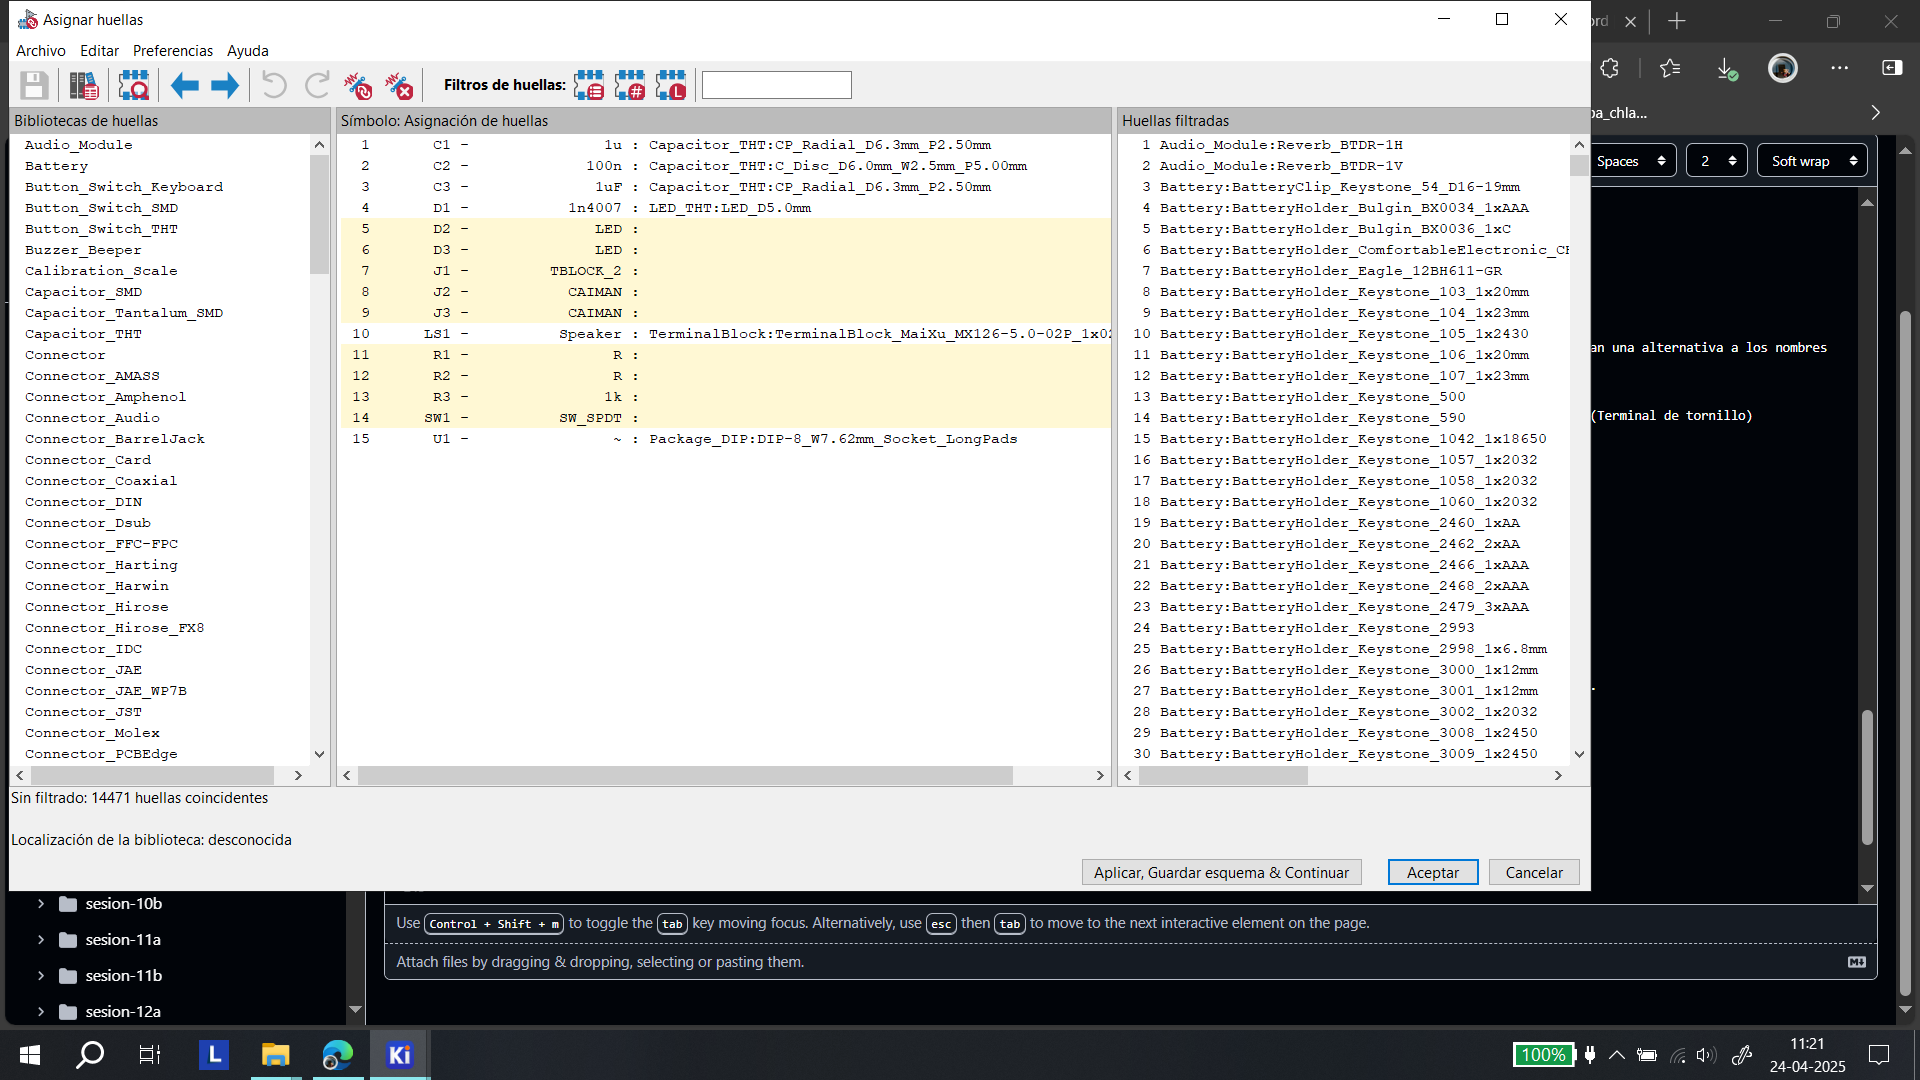 Asignar huellas
Archivo Editar Preferencias Ayuda
Filtros de huellas:
Bibliotecas de huellas
Audio_Module
Battery
Button_Switch_Keyboard
Button_Switch_SMD
Button_Switch_THT
Buzzer_Beeper
Calibration_Scale
Capacitor_SMD
Capacitor_Tantalum_SMD
Capacitor_THT
Connector
Connector_AMASS
Connector_Amphenol
Connector_Audio
Connector_BarrelJack
Connector_Card
Connector_Coaxial
Connector_DIN
Connector_Dsub
Connector_FFC-FPC
Connector_Harting
Connector_Harwin
Connector_Hirose
Connector_Hirose_FX8
Connector_IDC
Connector_JAE
Connector_JAE_WP7B
Connector_JST
Connector_Molex
Connector_PCBEdge
Símbolo: Asignación de huellas
1 C1 - 1u : Capacitor_THT:CP_Radial_D6.3mm_P2.50mm
2 C2 - 100n : Capacitor_THT:C_Disc_D6.0mm_W2.5mm_P5.00mm
3 C3 - 1uF : Capacitor_THT:CP_Radial_D6.3mm_P2.50mm
4 D1 - 1n4007 : LED_THT:LED_D5.0mm
5 D2 - LED :
6 D3 - LED :
7 J1 - TBLOCK_2 :
8 J2 - CAIMAN :
9 J3 - CAIMAN :
10 LS1 - Speaker : TerminalBlock:TerminalBlock_MaiXu_MX126-5.0-02P_1x02
11 R1 - R :
12 R2 - R :
13 R3 - 1k :
14 SW1 - SW_SPDT :
15 U1 - ~ : Package_DIP:DIP-8_W7.62mm_Socket_LongPads
Huellas filtradas
1 Audio_Module:Reverb_BTDR-1H
2 Audio_Module:Reverb_BTDR-1V
3 Battery:BatteryClip_Keystone_54_D16-19mm
4 Battery:BatteryHolder_Bulgin_BX0034_1xAAA
5 Battery:BatteryHolder_Bulgin_BX0036_1xC
6 Battery:BatteryHolder_ComfortableElectronic_CH
7 Battery:BatteryHolder_Eagle_12BH611-GR
8 Battery:BatteryHolder_Keystone_103_1x20mm
9 Battery:BatteryHolder_Keystone_104_1x23mm
10 Battery:BatteryHolder_Keystone_105_1x2430
11 Battery:BatteryHolder_Keystone_106_1x20mm
12 Battery:BatteryHolder_Keystone_107_1x23mm
13 Battery:BatteryHolder_Keystone_500
14 Battery:BatteryHolder_Keystone_590
15 Battery:BatteryHolder_Keystone_1042_1x18650
16 Battery:BatteryHolder_Keystone_1057_1x2032
17 Battery:BatteryHolder_Keystone_1058_1x2032
18 Battery:BatteryHolder_Keystone_1060_1x2032
19 Battery:BatteryHolder_Keystone_2460_1xAA
20 Battery:BatteryHolder_Keystone_2462_2xAA
21 Battery:BatteryHolder_Keystone_2466_1xAAA
22 Battery:BatteryHolder_Keystone_2468_2xAAA
23 Battery:BatteryHolder_Keystone_2479_3xAAA
24 Battery:BatteryHolder_Keystone_2993
25 Battery:BatteryHolder_Keystone_2998_1x6.8mm
26 Battery:BatteryHolder_Keystone_3000_1x12mm
27 Battery:BatteryHolder_Keystone_3001_1x12mm
28 Battery:BatteryHolder_Keystone_3002_1x2032
29 Battery:BatteryHolder_Keystone_3008_1x2450
30 Battery:BatteryHolder_Keystone_3009_1x2450
Sin filtrado: 14471 huellas coincidentes
Localización de la biblioteca: desconocida
Aplicar, Guardar esquema & Continuar Aceptar Cancelar
ord
pa_chla...
Spaces 2 Soft wrap
an una alternativa a los nombres
(Terminal de tornillo)
sesion-10b
sesion-11a
sesion-11b
sesion-12a
Use Control + Shift + m to toggle the tab key moving focus. Alternatively, use esc then tab to move to the next interactive element on the page.
Attach files by dragging & dropping, selecting or pasting them.
L
Ki
100%
11:21
24-04-2025